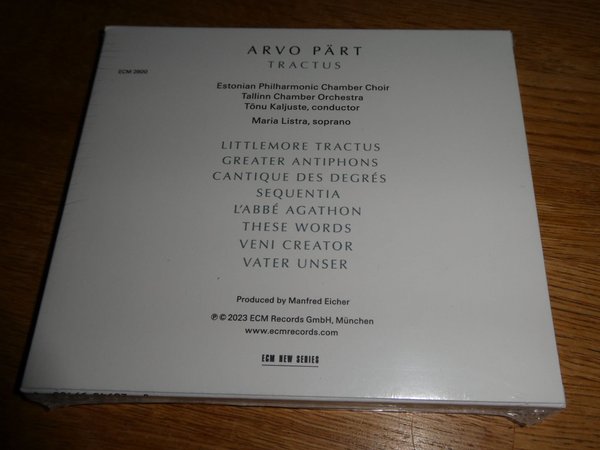 ARVO PÄRT
TRACTUS
ECM 2800
Estonian Philharmonic Chamber Choir
Tallinn Chamber Orchestra
Tõnu Kaljuste, conductor
Maria Listra, soprano
LITTLEMORE TRACTUS
GREATER ANTIPHONS
CANTIQUE DES DEGRÉS
SEQUENTIA
L'ABBÉ AGATHON
THESE WORDS
VENI CREATOR
VATER UNSER
Produced by Manfred Eicher
℗ © 2023 ECM Records GmbH, München
www.ecmrecords.com
ECM NEW SERIES